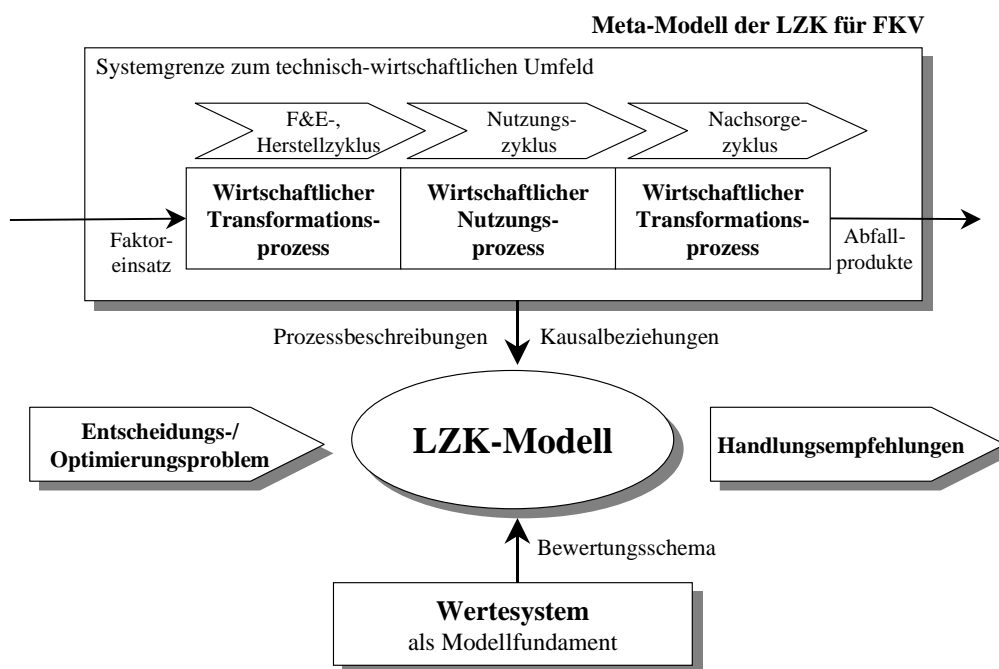 Meta-Modell der LZK für FKV
Systemgrenze zum technisch-wirtschaftlichen Umfeld
F&E-,
Herstellzyklus
Nutzungs-
zyklus
Nachsorge-
zyklus
Wirtschaftlicher
Transformations-
prozess
Wirtschaftlicher
Nutzungs-
prozess
Wirtschaftlicher
Transformations-
prozess
Faktor-
einsatz
Abfall-
produkte
Prozessbeschreibungen
Kausalbeziehungen
Entscheidungs-/
Optimierungsproblem
LZK-Modell
Handlungsempfehlungen
Bewertungsschema
Wertesystem
als Modellfundament